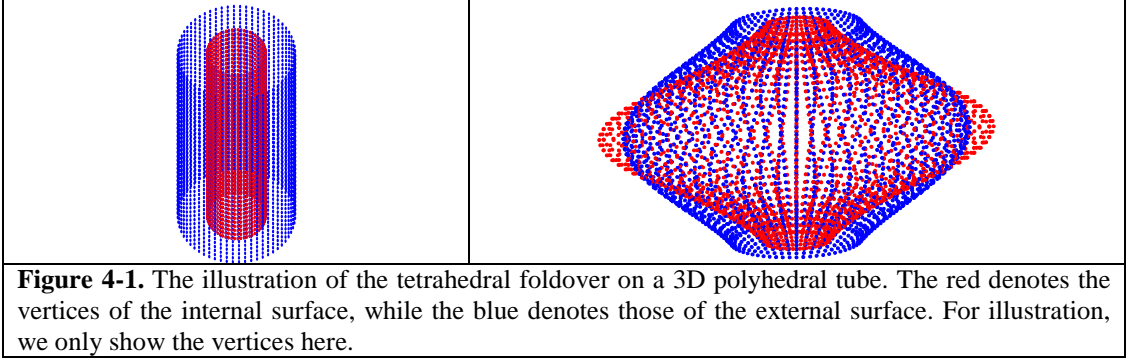 Figure 4-1. The illustration of the tetrahedral foldover on a 3D polyhedral tube. The red denotes the
vertices of the internal surface, while the blue denotes those of the external surface. For illustration,
we only show the vertices here.